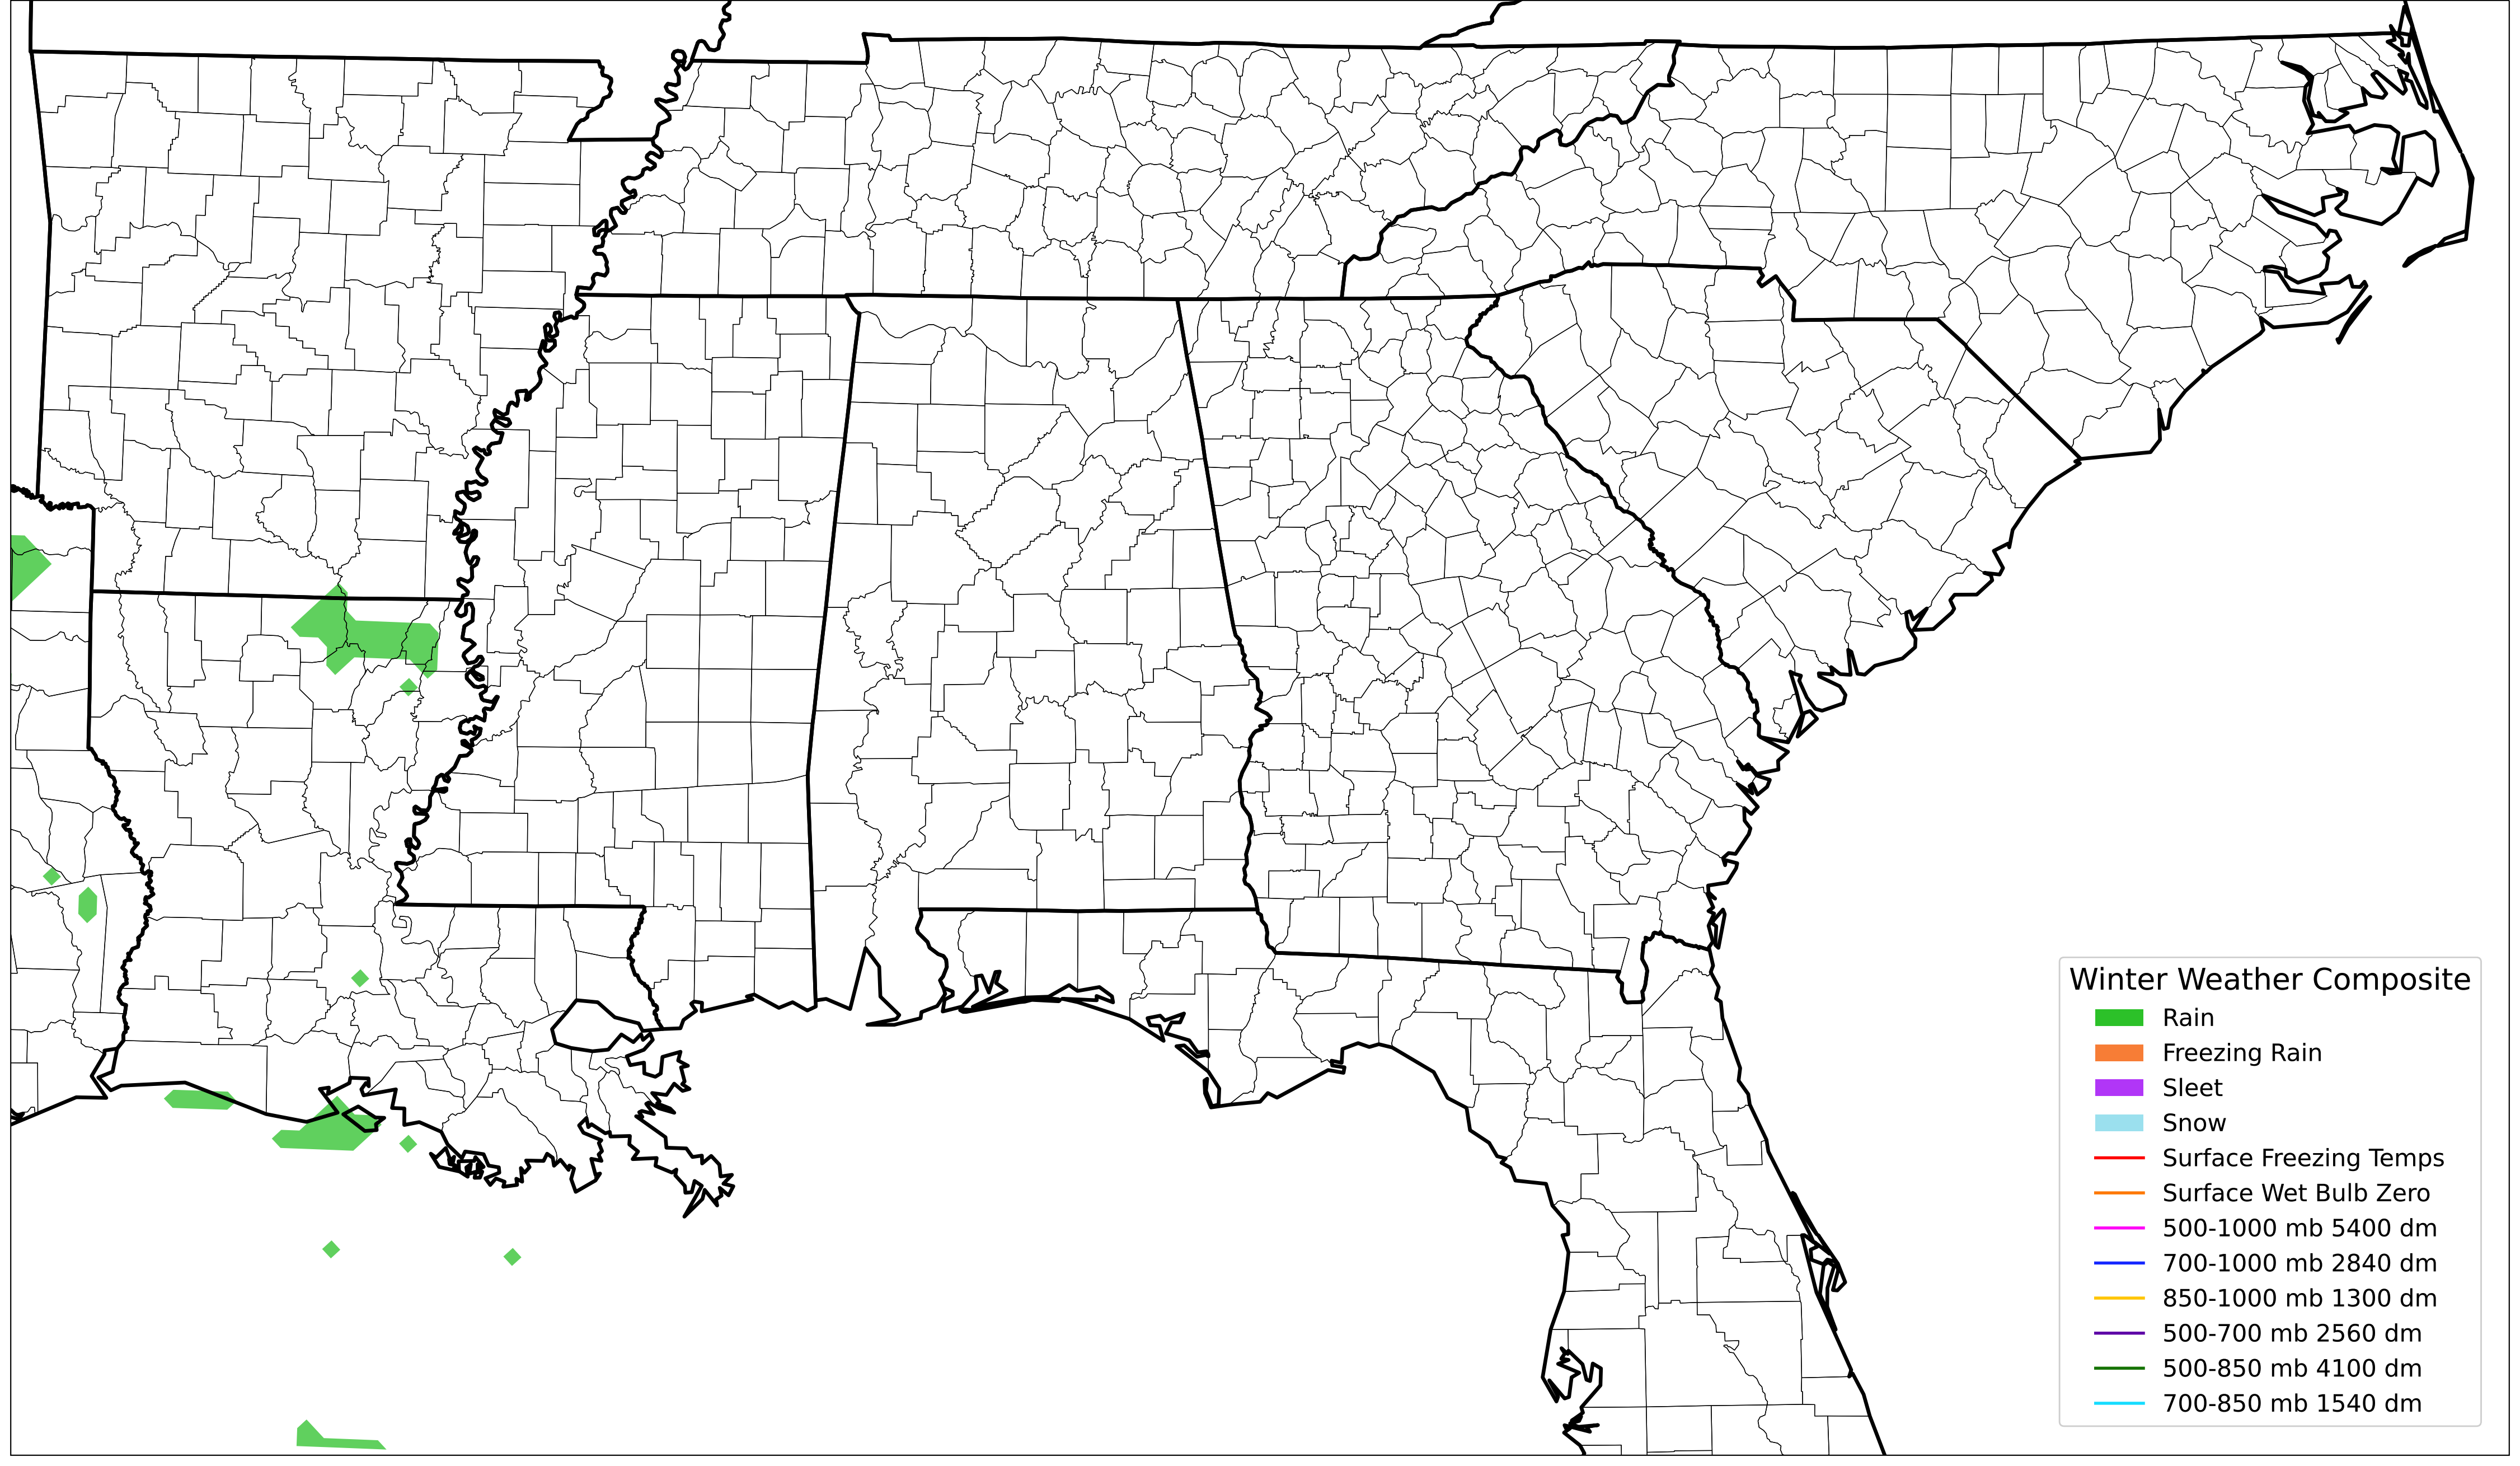 Winter Weather Composite
Rain
Freezing Rain
Sleet
Snow
Surface Freezing Temps
Surface Wet Bulb Zero
500-1000 mb 5400 dm
700-1000 mb 2840 dm
850-1000 mb 1300 dm
500-700 mb 2560 dm
500-850 mb 4100 dm
700-850 mb 1540 dm